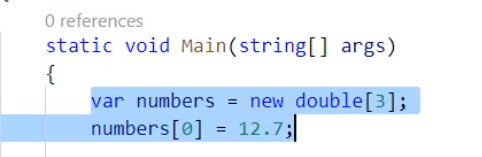 0 references
static void Main(string[] args)
{
var numbers = new double[3];
numbers[0] = 12.7;